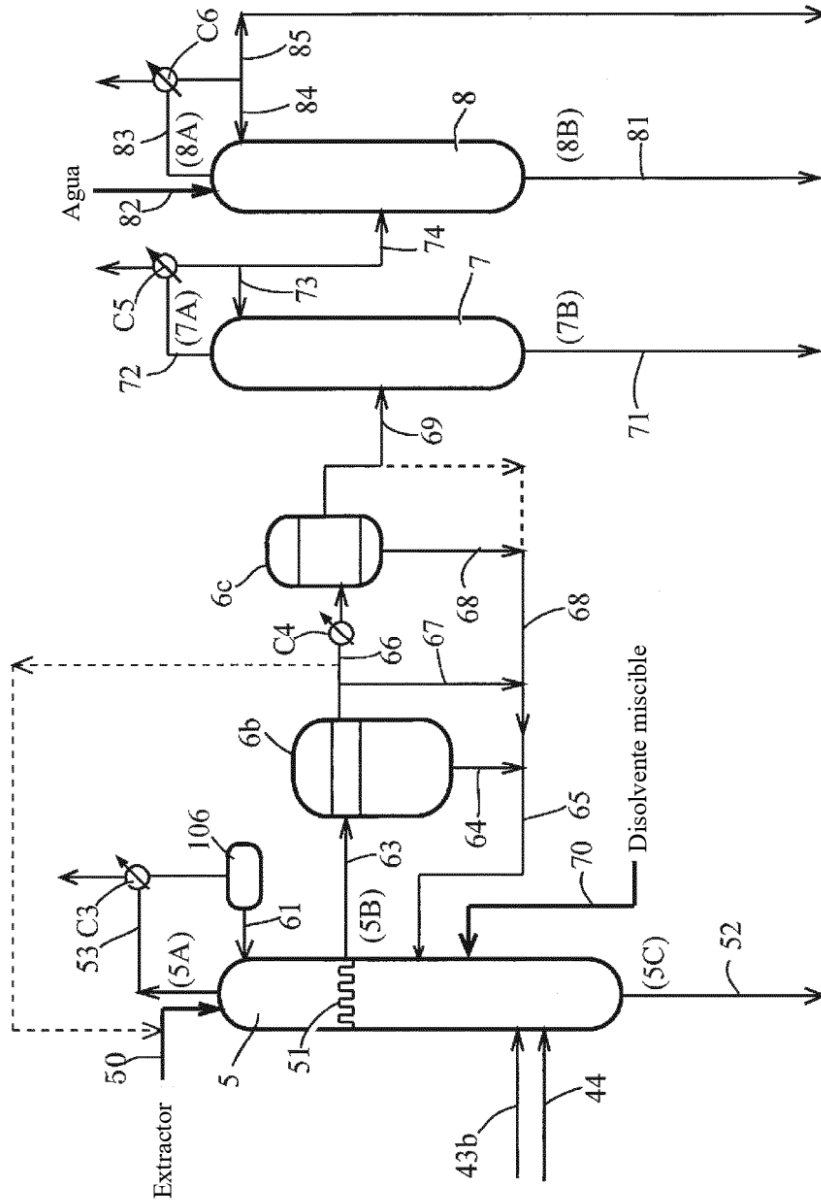 Extractor
50
53
C3
(5A)
61
106
5
51
(5B)
63
6b
64
65
43b
44
(5C)
52
70
Disolvente miscible
66
67
C4
6c
68
68
69
72
C5
(7A)
73
7
74
(7B)
71
Agua
82
83
C6
(8A)
84
85
8
(8B)
81